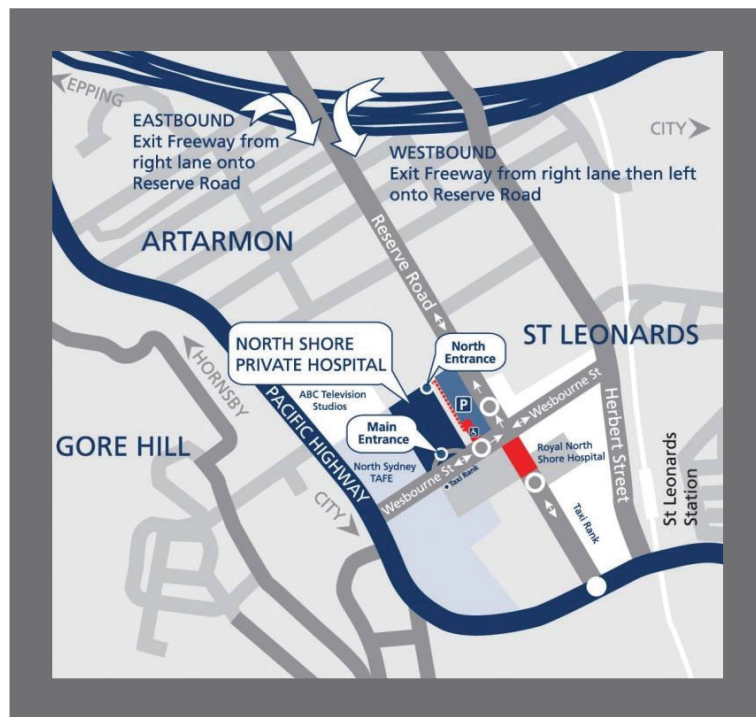 EPPING
CITY
EASTBOUND
Exit Freeway from
right lane onto
Reserve Road
WESTBOUND
Exit Freeway from right lane then left
onto Reserve Road
ARTARMON
Reserve Road
NORTH SHORE
PRIVATE HOSPITAL
North
Entrance
ST LEONARDS
HORNSBY
ABC Television
Studios
P
Wesbourne St
PACIFIC HIGHWAY
Main
Entrance
GORE HILL
North Sydney
TAFE
Royal North
Shore Hospital
Herbert Street
Wesbourne St
Taxi Rank
CITY
Taxi Rank
St Leonards
Station